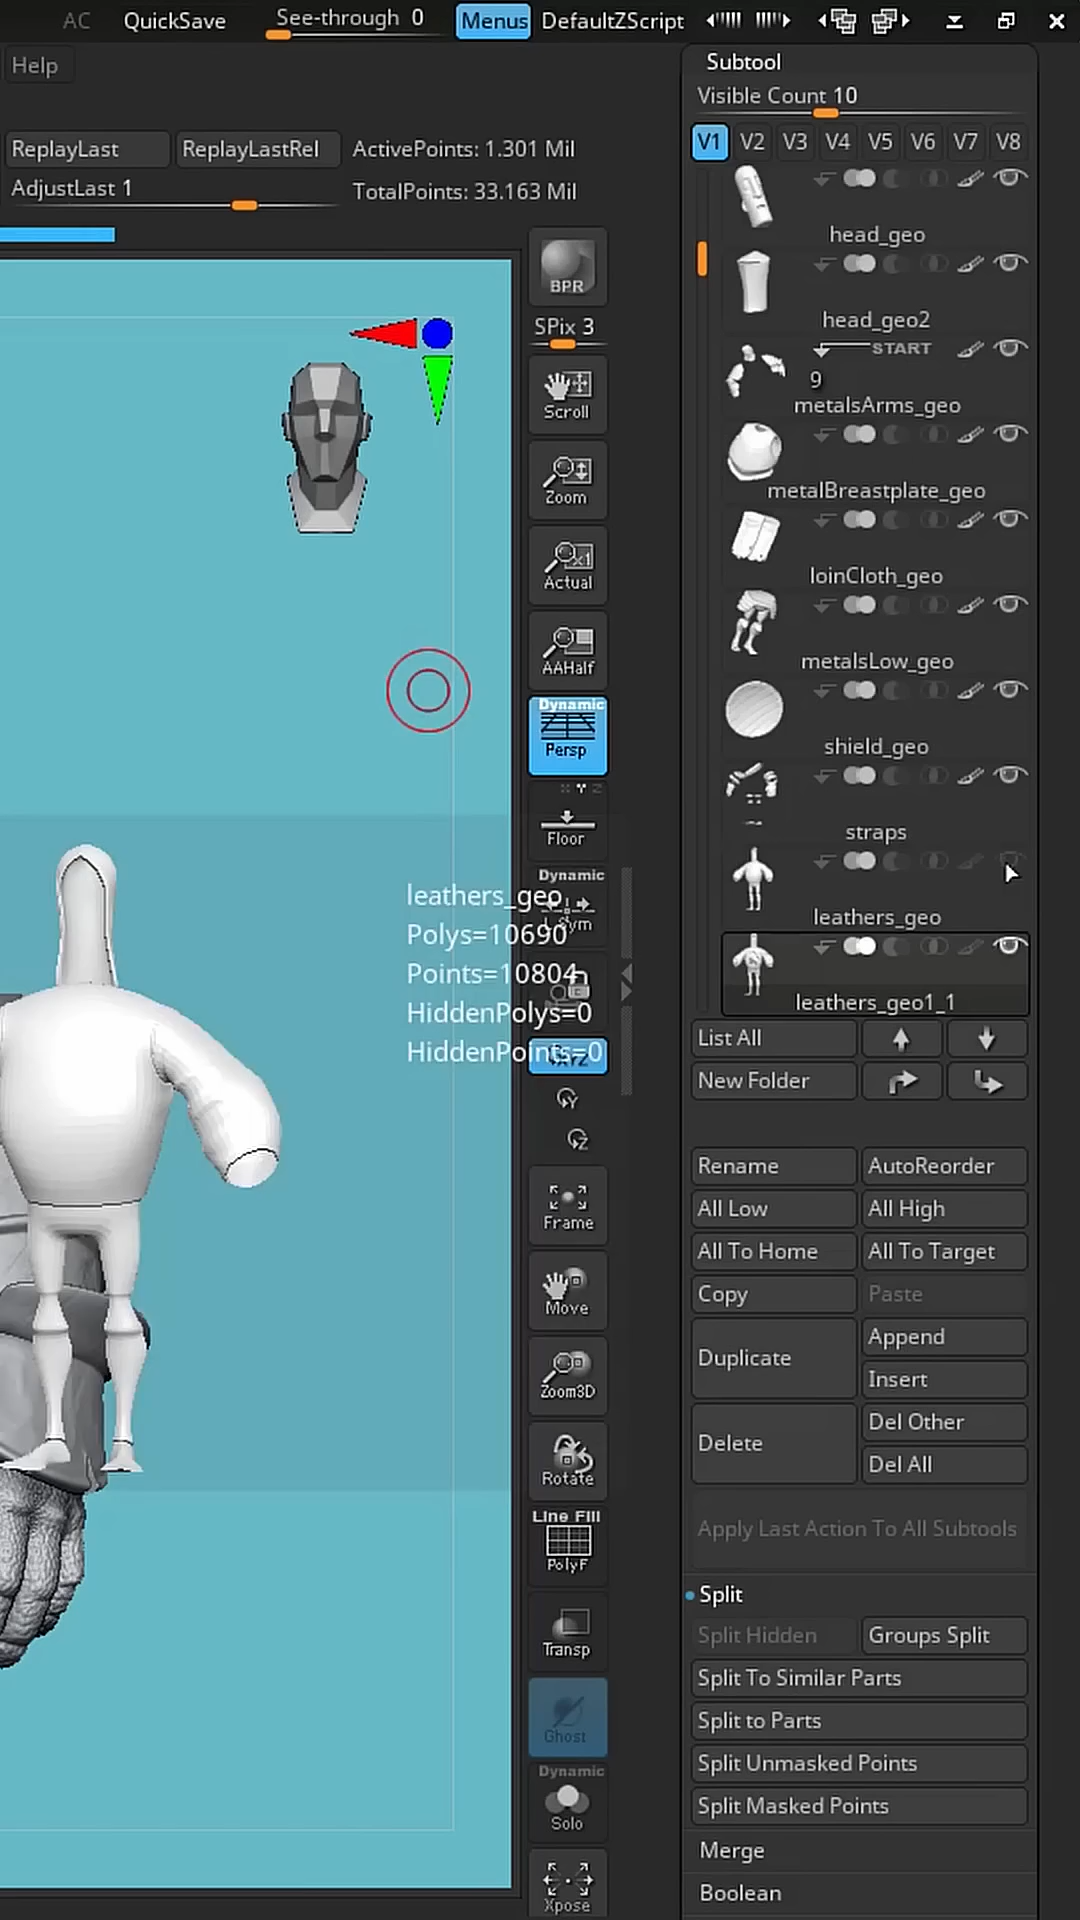 AC QuickSave See-through 0 Menus DefaultZScript
Help
Subtool
Visible Count 10
V1 V2 V3 V4 V5 V6 V7 V8
ReplayLast ReplayLastRel ActivePoints: 1.301 Mil
AdjustLast 1 TotalPoints: 33.163 Mil
head_geo
head_geo2
START
9
metalsArms_geo
metalBreastplate_geo
loinCloth_geo
metalsLow_geo
shield_geo
straps
leathers_geo
leathers_geo1_1
BPR
SPix 3
Scroll
Zoom
x1
Actual
AAHalf
Dynamic
Persp
X Y Z
Floor
Dynamic
leathers_geo
Polys=10690
Points=10804
HiddenPolys=0
HiddenPoints=0
Y
Z
Frame
Move
Zoom3D
Rotate
Line Fill
PolyF
Transp
Ghost
Dynamic
Solo
Xpose
List All
New Folder
Rename AutoReorder
All Low All High
All To Home All To Target
Copy Paste
Duplicate Append
Insert
Delete Del Other
Del All
Apply Last Action To All Subtools
Split
Split Hidden Groups Split
Split To Similar Parts
Split to Parts
Split Unmasked Points
Split Masked Points
Merge
Boolean